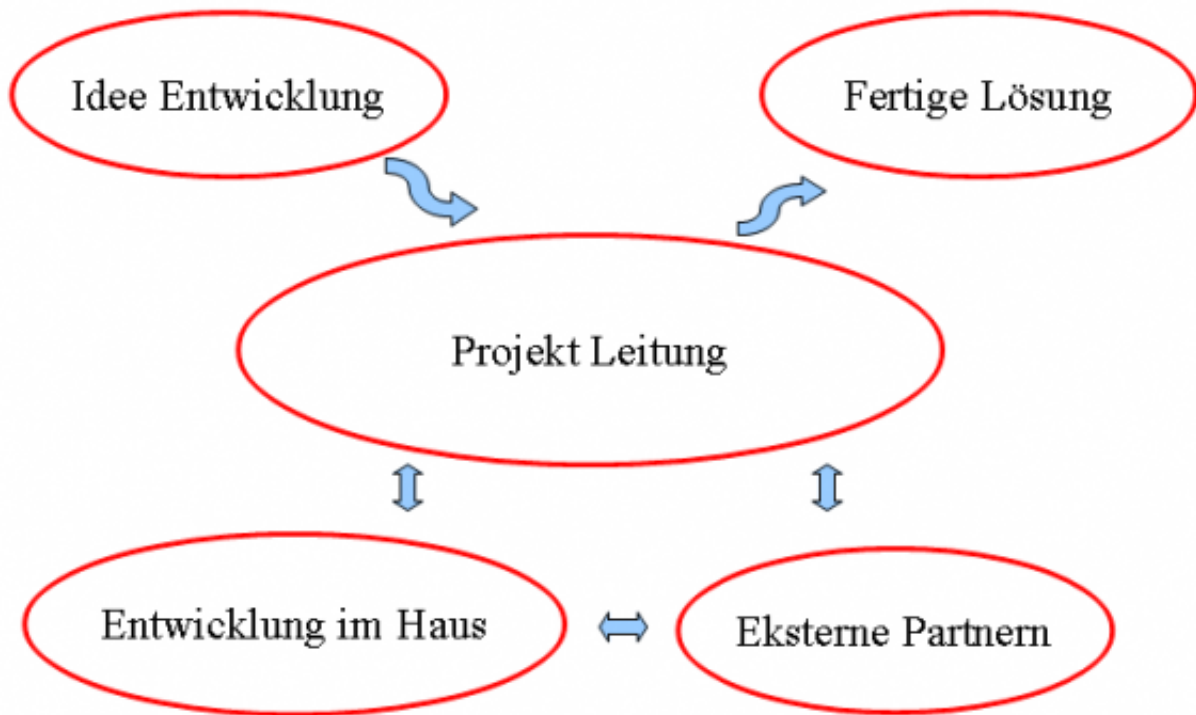 Idee Entwicklung
Fertige Lösung
Projekt Leitung
Entwicklung im Haus
Eksterne Partnern